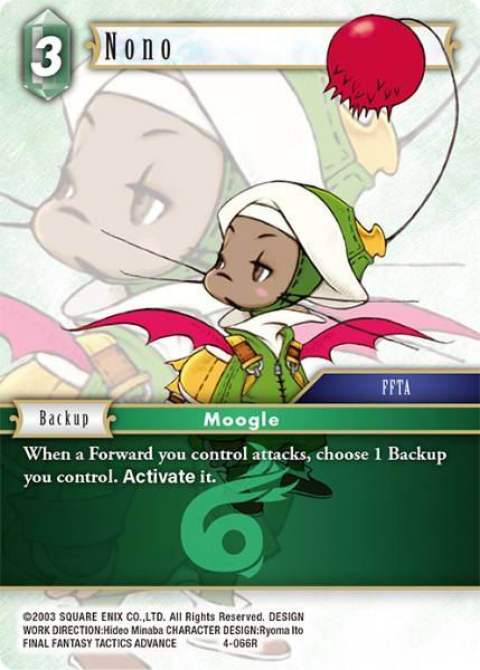 3
Nono
FFTA
Backup
Moogle
When a Forward you control attacks, choose 1 Backup
you control. Activate it.
6
©2003 SQUARE ENIX CO.,LTD. All Rights Reserved. DESIGN
WORK DIRECTION:Hideo Minaba CHARACTER DESIGN:Ryoma Ito
FINAL FANTASY TACTICS ADVANCE 4-066R